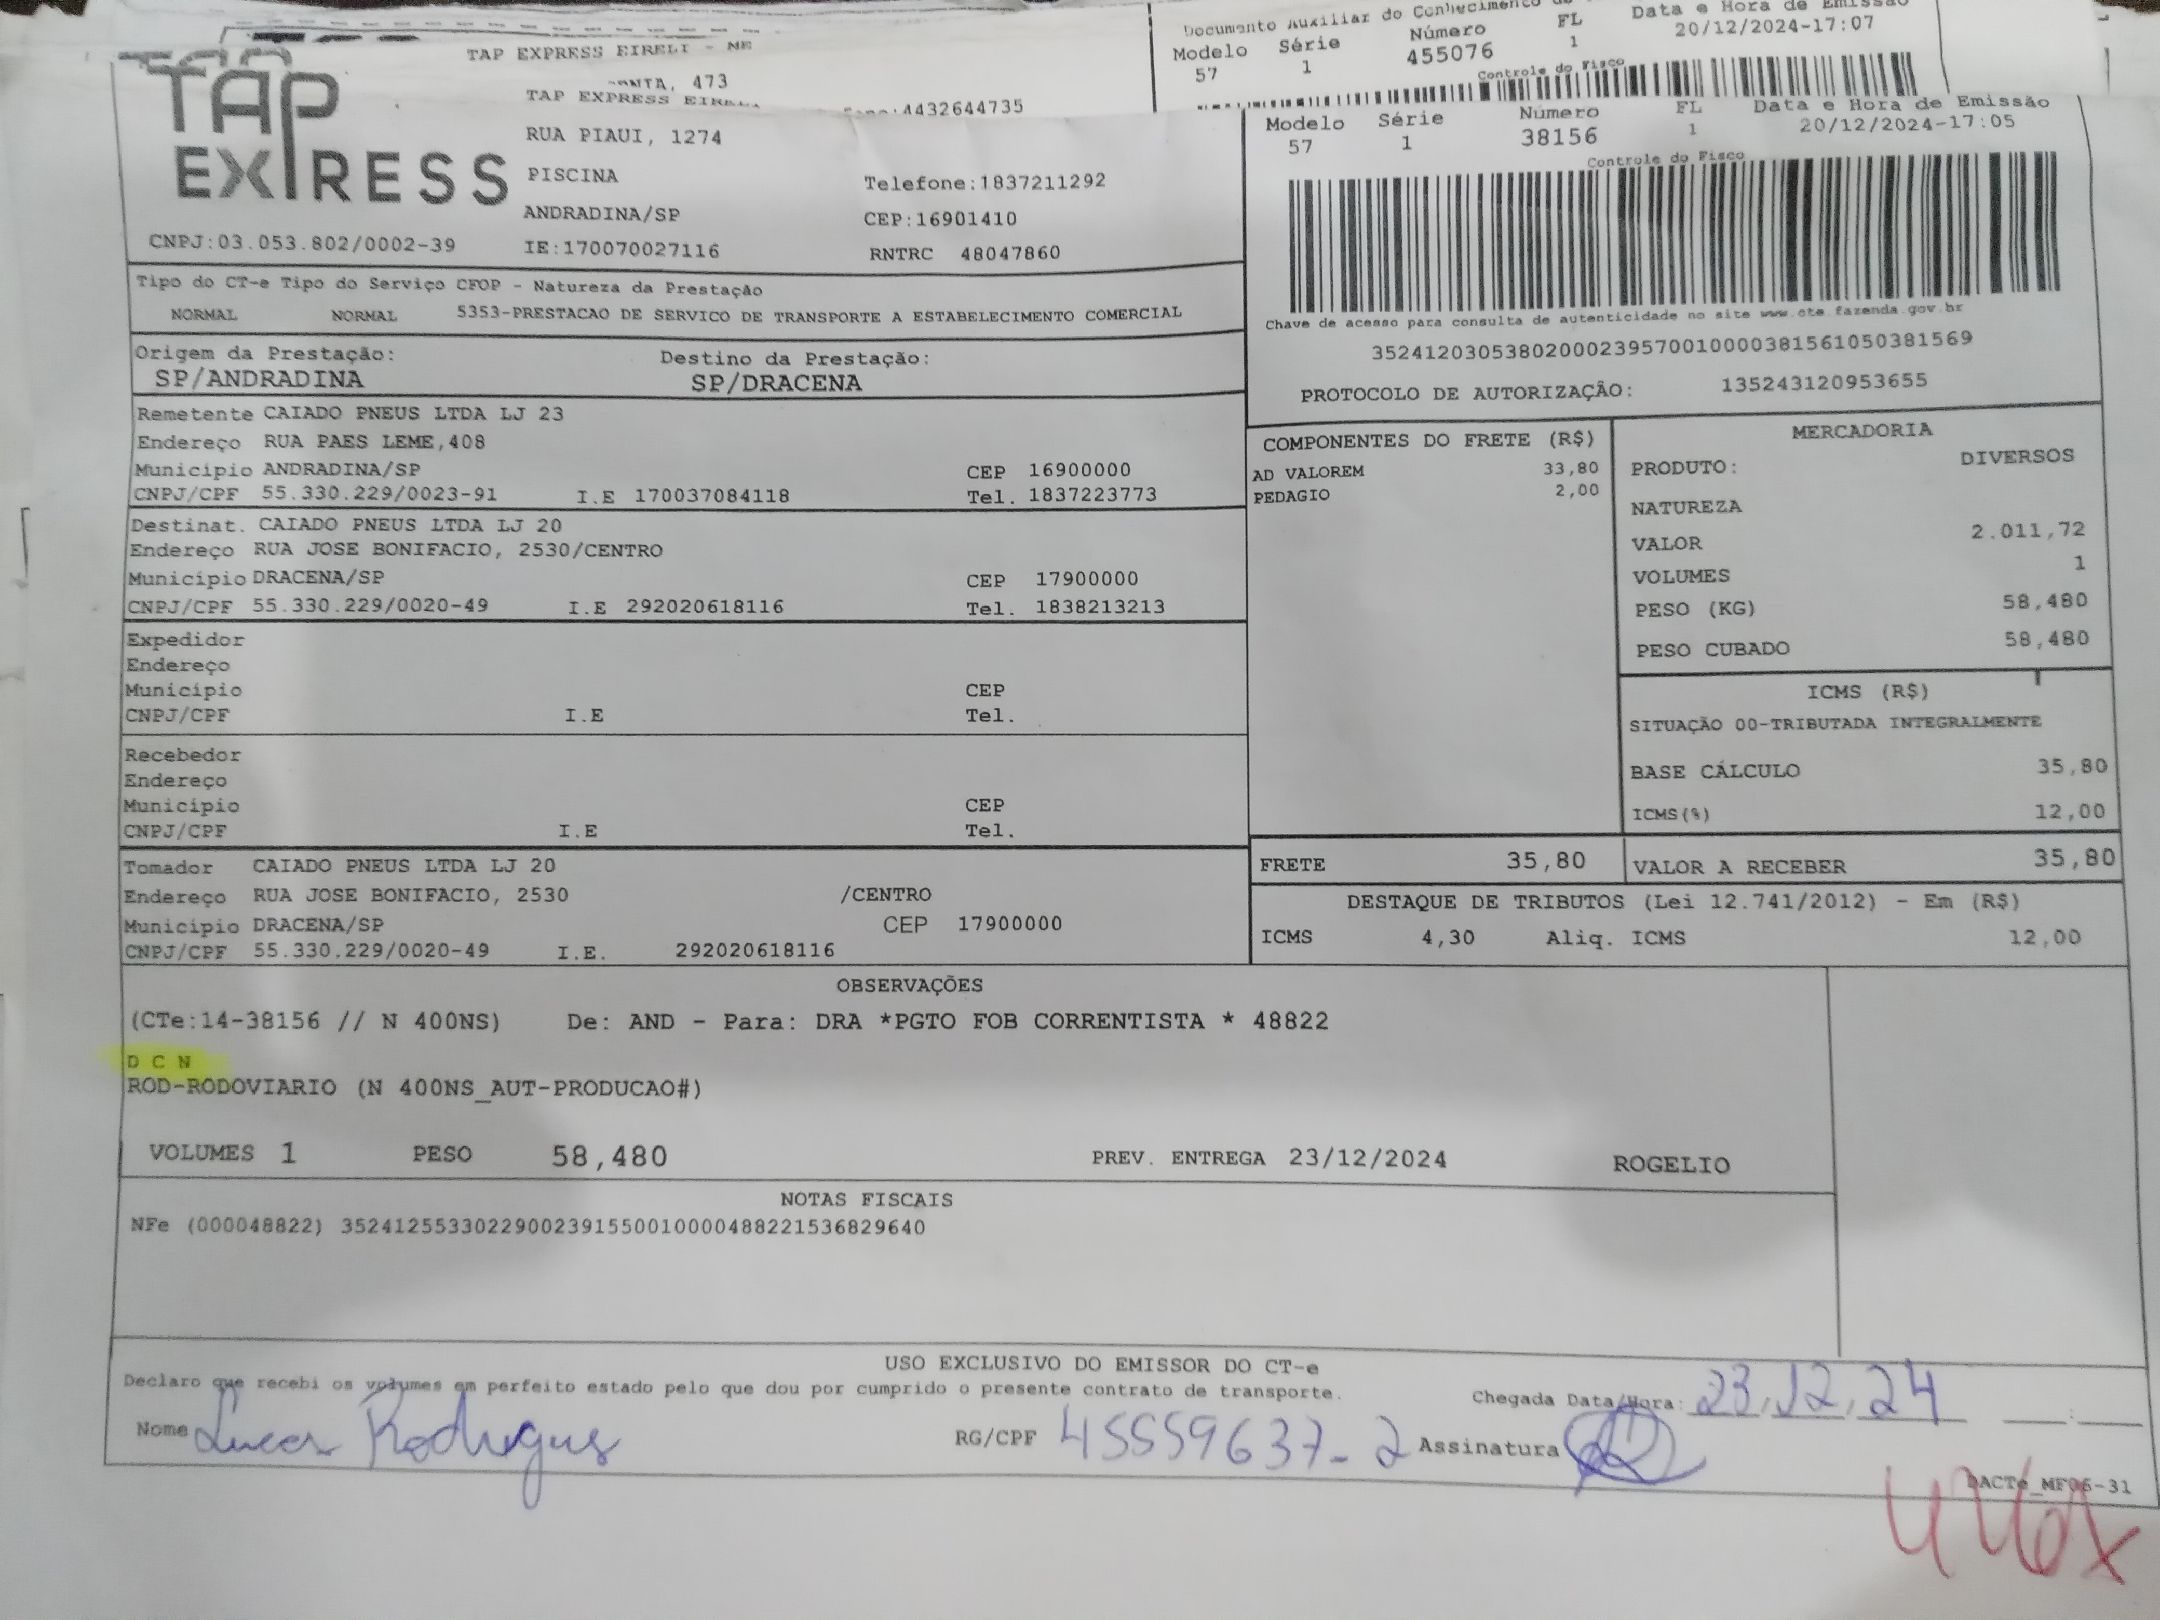 TAP EXPRESS EIRELI - ME
473
4432644735
Documento Auxiliar do Conhecimento
Modelo Série Número FL Data e Hora de Emissão
57 1 455076 1 20/12/2024-17:07
Controle do Fisco
TAP EXPRESS
TAP EXPRESS
RUA PIAUI, 1274
PISCINA Telefone:1837211292
ANDRADINA/SP CEP:16901410
CNPJ:03.053.802/0002-39 IE:170070027116 RNTRC 48047860
Modelo Série Número FL Data e Hora de Emissão
57 1 38156 1 20/12/2024-17:05
Controle do Fisco
Chave de acesso para consulta de autenticidade no site www.cte.fazenda.gov.br
35241203053802000239570010000381561050381569
PROTOCOLO DE AUTORIZAÇÃO: 135243120953655
Tipo do CT-e Tipo do Serviço CFOP - Natureza da Prestação
NORMAL NORMAL 5353-PRESTACAO DE SERVICO DE TRANSPORTE A ESTABELECIMENTO COMERCIAL
Origem da Prestação: Destino da Prestação:
SP/ANDRADINA SP/DRACENA
Remetente CAIADO PNEUS LTDA LJ 23
Endereço RUA PAES LEME,408
Município ANDRADINA/SP CEP 16900000
CNPJ/CPF 55.330.229/0023-91 I.E 170037084118 Tel. 1837223773
Destinat. CAIADO PNEUS LTDA LJ 20
Endereço RUA JOSE BONIFACIO, 2530/CENTRO
Município DRACENA/SP CEP 17900000
CNPJ/CPF 55.330.229/0020-49 I.E 292020618116 Tel. 1838213213
Expedidor
Endereço
Município CEP
CNPJ/CPF I.E Tel.
Recebedor
Endereço
Município CEP
CNPJ/CPF I.E Tel.
Tomador CAIADO PNEUS LTDA LJ 20
Endereço RUA JOSE BONIFACIO, 2530 /CENTRO
Município DRACENA/SP CEP 17900000
CNPJ/CPF 55.330.229/0020-49 I.E. 292020618116
COMPONENTES DO FRETE (R$)
AD VALOREM 33,80
PEDAGIO 2,00
MERCADORIA
PRODUTO: DIVERSOS
NATUREZA
VALOR 2.011,72
VOLUMES 1
PESO (KG) 58,480
PESO CUBADO 58,480
ICMS (R$)
SITUAÇÃO 00-TRIBUTADA INTEGRALMENTE
BASE CÁLCULO 35,80
ICMS(%) 12,00
FRETE 35,80 VALOR A RECEBER 35,80
DESTAQUE DE TRIBUTOS (Lei 12.741/2012) - Em (R$)
ICMS 4,30 Aliq. ICMS 12,00
OBSERVAÇÕES
(CTe:14-38156 // N 400NS) De: AND - Para: DRA *PGTO FOB CORRENTISTA * 48822
D C N
ROD-RODOVIARIO (N 400NS_AUT-PRODUCAO#)
VOLUMES 1 PESO 58,480 PREV. ENTREGA 23/12/2024 ROGELIO
NOTAS FISCAIS
NFe (000048822) 35241255330229002391550010000488221536829640
USO EXCLUSIVO DO EMISSOR DO CT-e
Declaro que recebi os volumes em perfeito estado pelo que dou por cumprido o presente contrato de transporte. Chegada Data/Hora: 23,12,24 :
Nome Lucas Rodrigues RG/CPF 45559637-2 Assinatura
DACTe_MF06-31